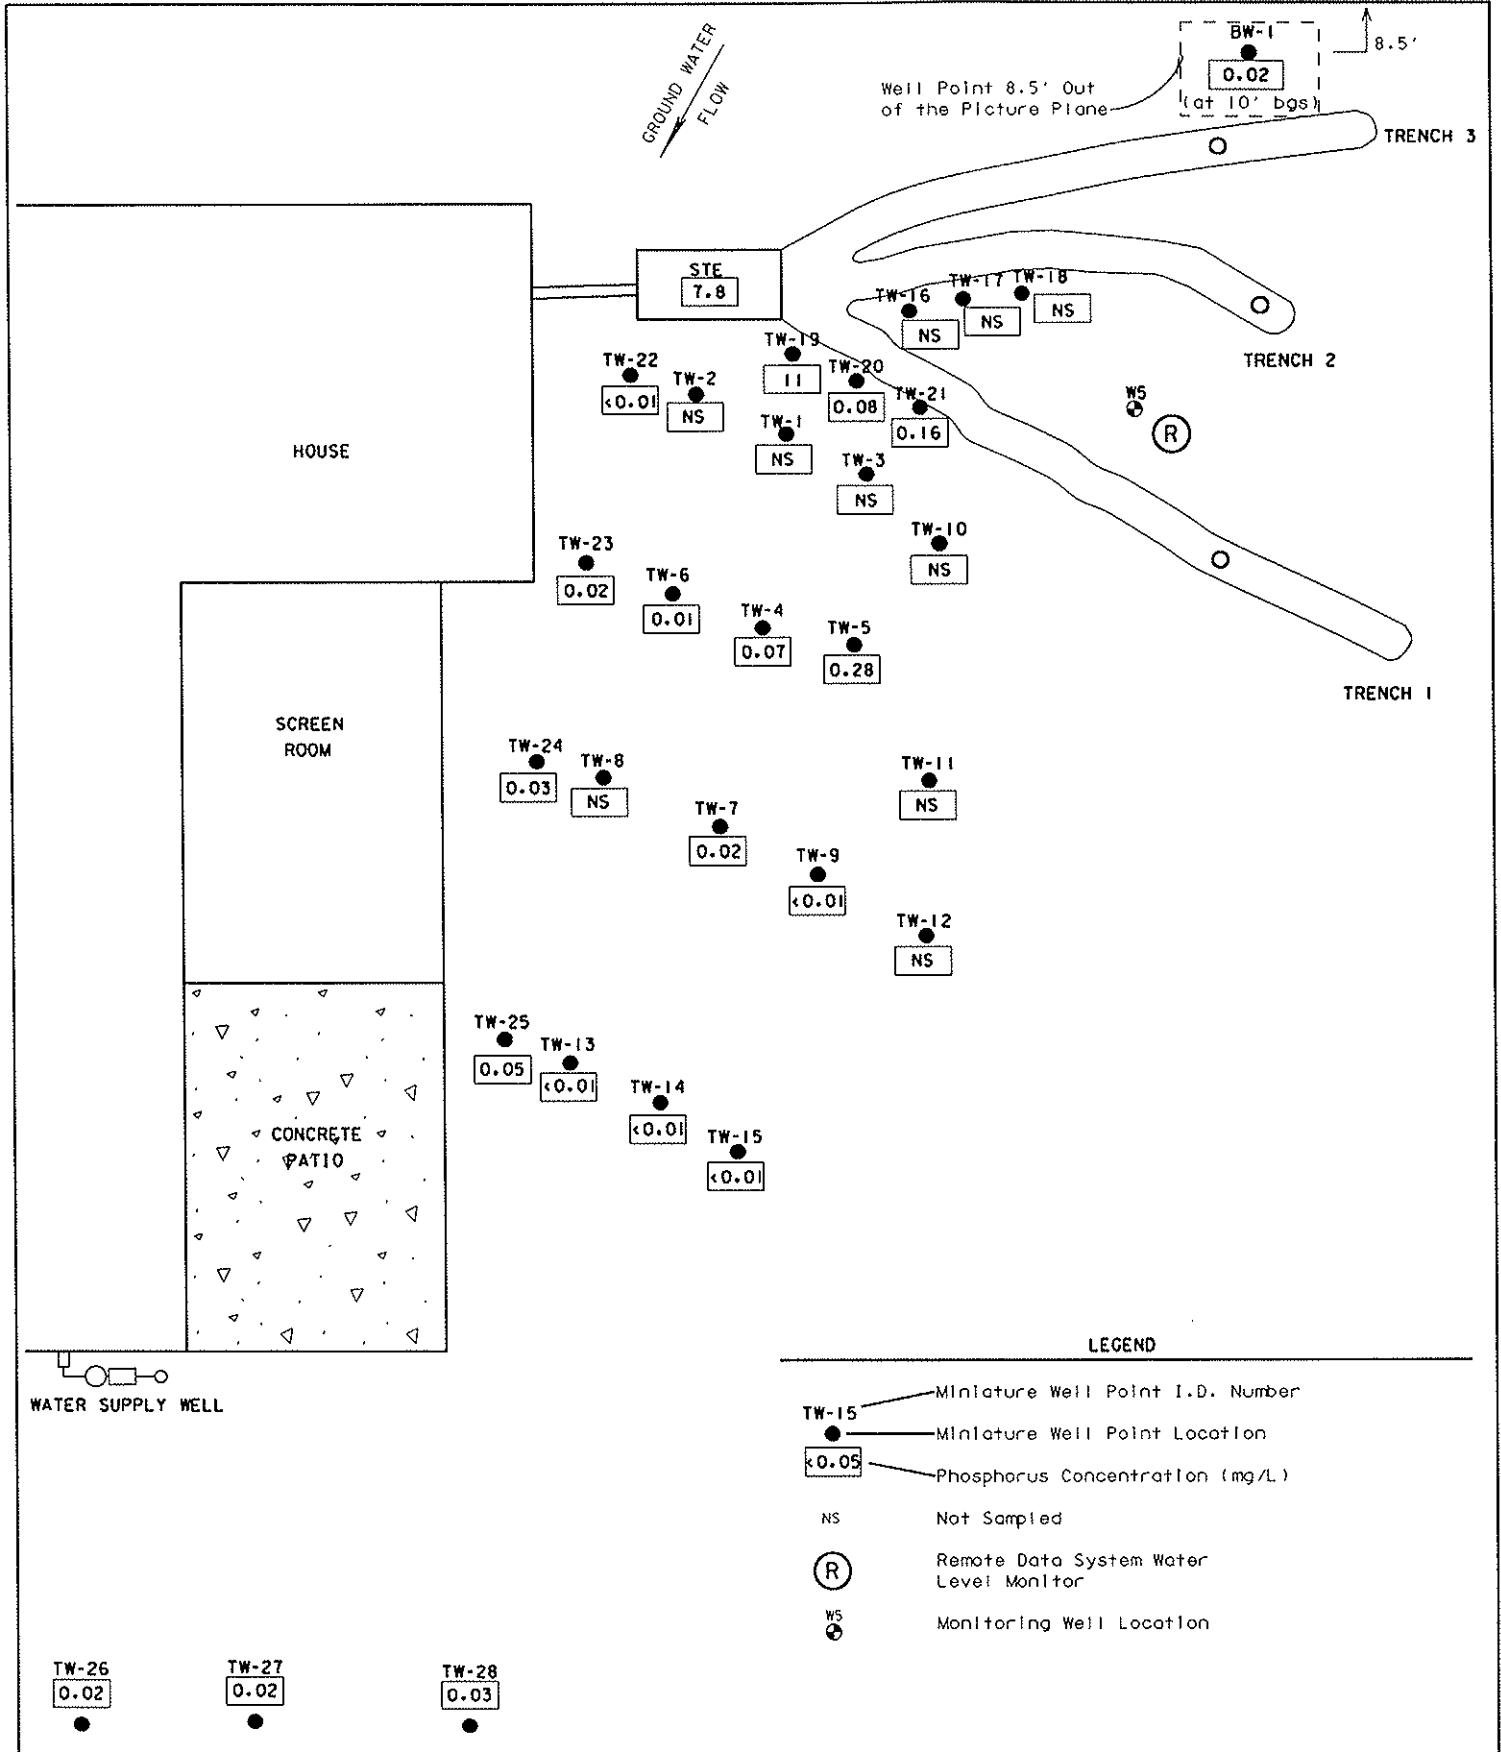 GROUND WATER
FLOW
BW-1
0.02
(at 10' bgs)
8.5'
Well Point 8.5' Out
of the Picture Plane
TRENCH 3
STE
7.8
TW-16
NS
TW-17
NS
TW-18
NS
TRENCH 2
TW-19
11
TW-20
0.08
TW-21
0.16
TW-22
<0.01
TW-2
NS
TW-1
NS
TW-3
NS
W5
R
HOUSE
TW-10
NS
TW-23
0.02
TW-6
0.01
TW-4
0.07
TW-5
0.28
TRENCH 1
SCREEN
ROOM
TW-24
0.03
TW-8
NS
TW-7
0.02
TW-9
<0.01
TW-11
NS
TW-12
NS
TW-25
0.05
TW-13
<0.01
TW-14
<0.01
TW-15
<0.01
CONCRETE
PATIO
WATER SUPPLY WELL
LEGEND
TW-15
<0.05
Miniature Well Point I.D. Number
Miniature Well Point Location
Phosphorus Concentration (mg/L)
NS
Not Sampled
R
Remote Data System Water
Level Monitor
W5
Monitoring Well Location
TW-26
0.02
TW-27
0.02
TW-28
0.03